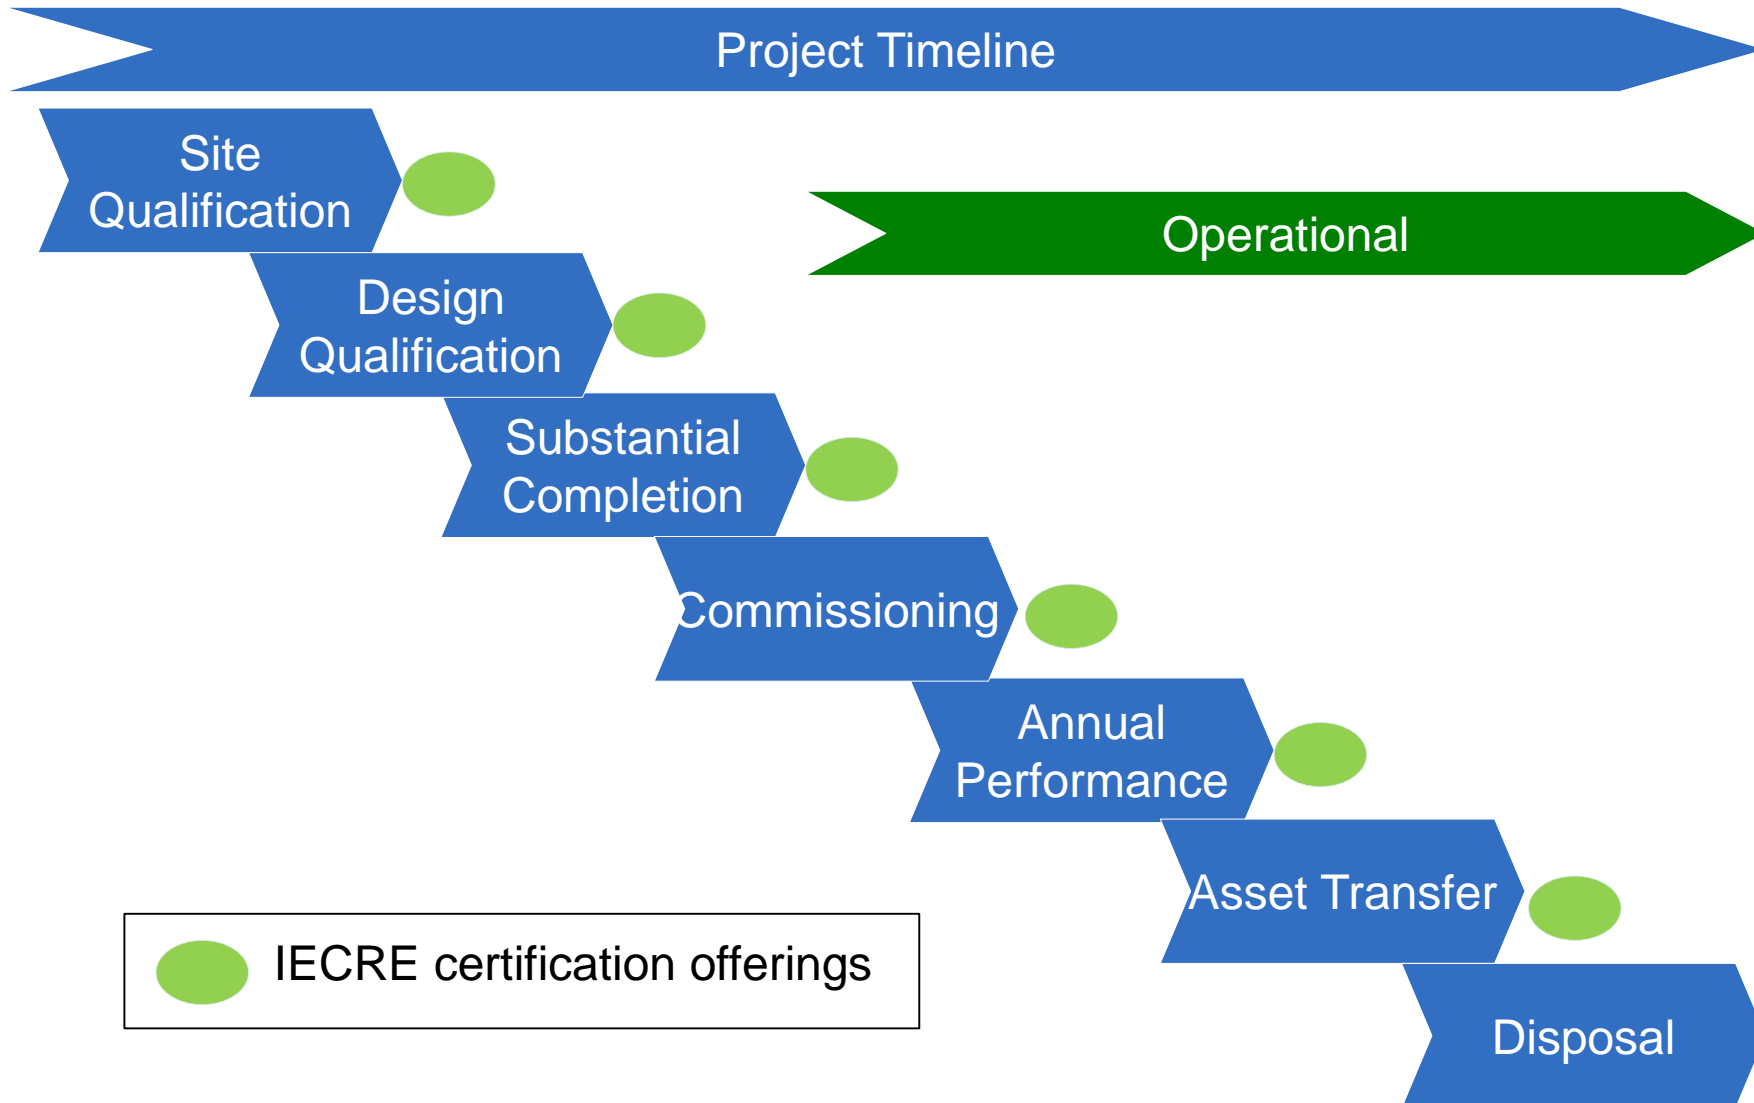 Project Timeline
Site
Qualification
Operational
Design
Qualification
Substantial
Completion
Commissioning
Annual
Performance
Asset Transfer
IECRE certification offerings
Disposal